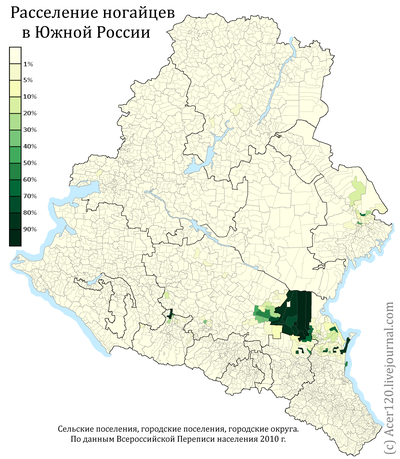 Расселение ногайцев
в Южной России
1%
5%
10%
20%
30%
40%
50%
60%
70%
80%
90%
Сельские поселения, городские поселения, городские округа.
По данным Всероссийской Переписи населения 2010 г.
(c) Acer120.livejournal.com